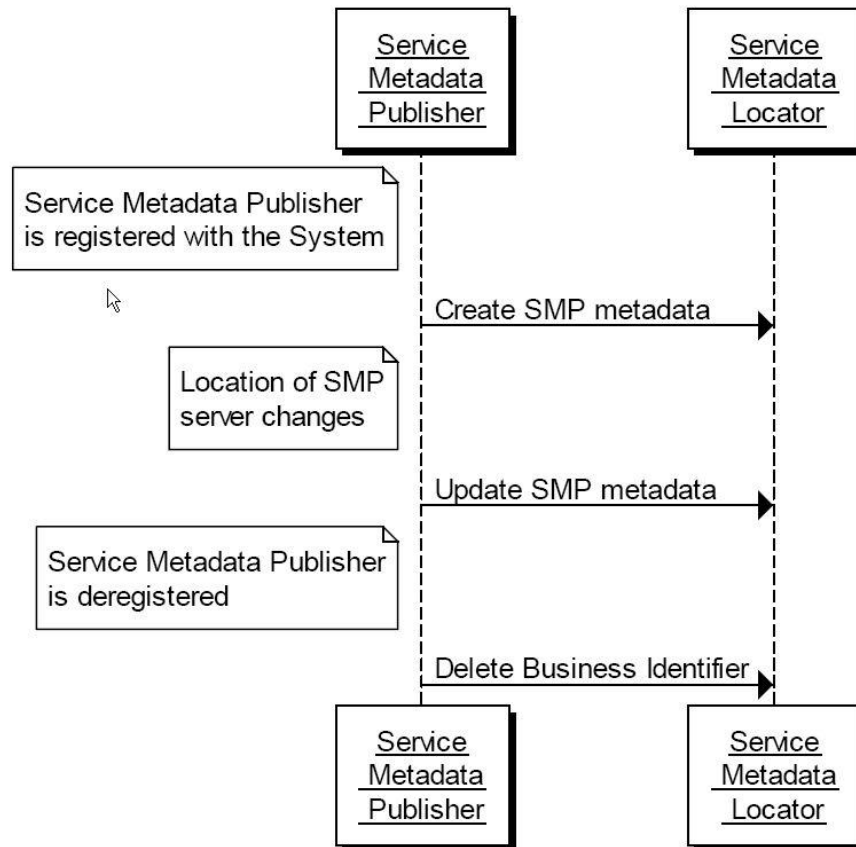 Service
Metadata
Publisher
Service
Metadata
Locator
Service Metadata Publisher
is registered with the System
Create SMP metadata
Location of SMP
server changes
Update SMP metadata
Service Metadata Publisher
is deregistered
Delete Business Identifier
Service
Metadata
Publisher
Service
Metadata
Locator